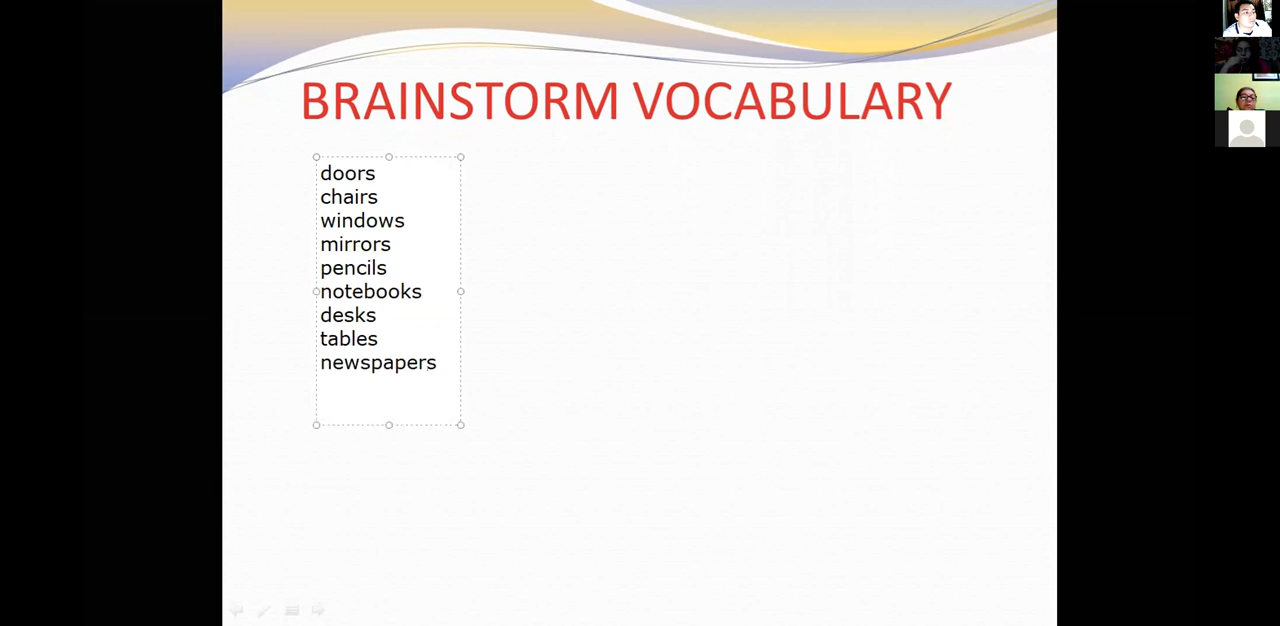 BRAINSTORM VOCABULARY
doors
chairs
windows
mirrors
pencils
notebooks
desks
tables
newspapers